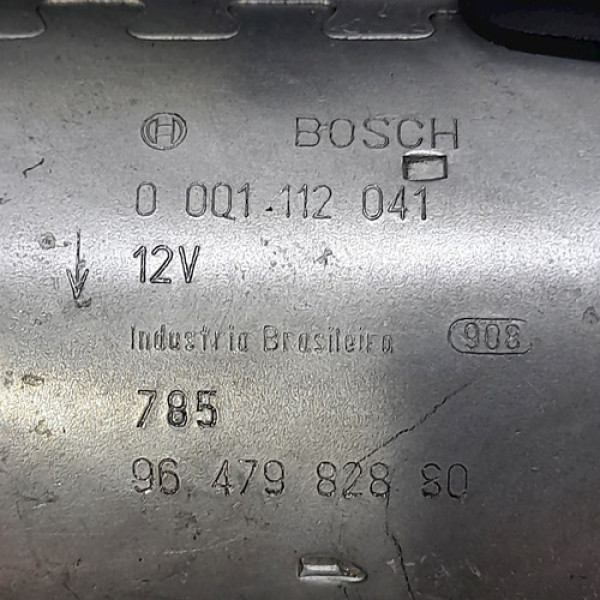 BOSCH
0 001 112 041
12V
Industria Brasileira 908
785
96 479 828 80